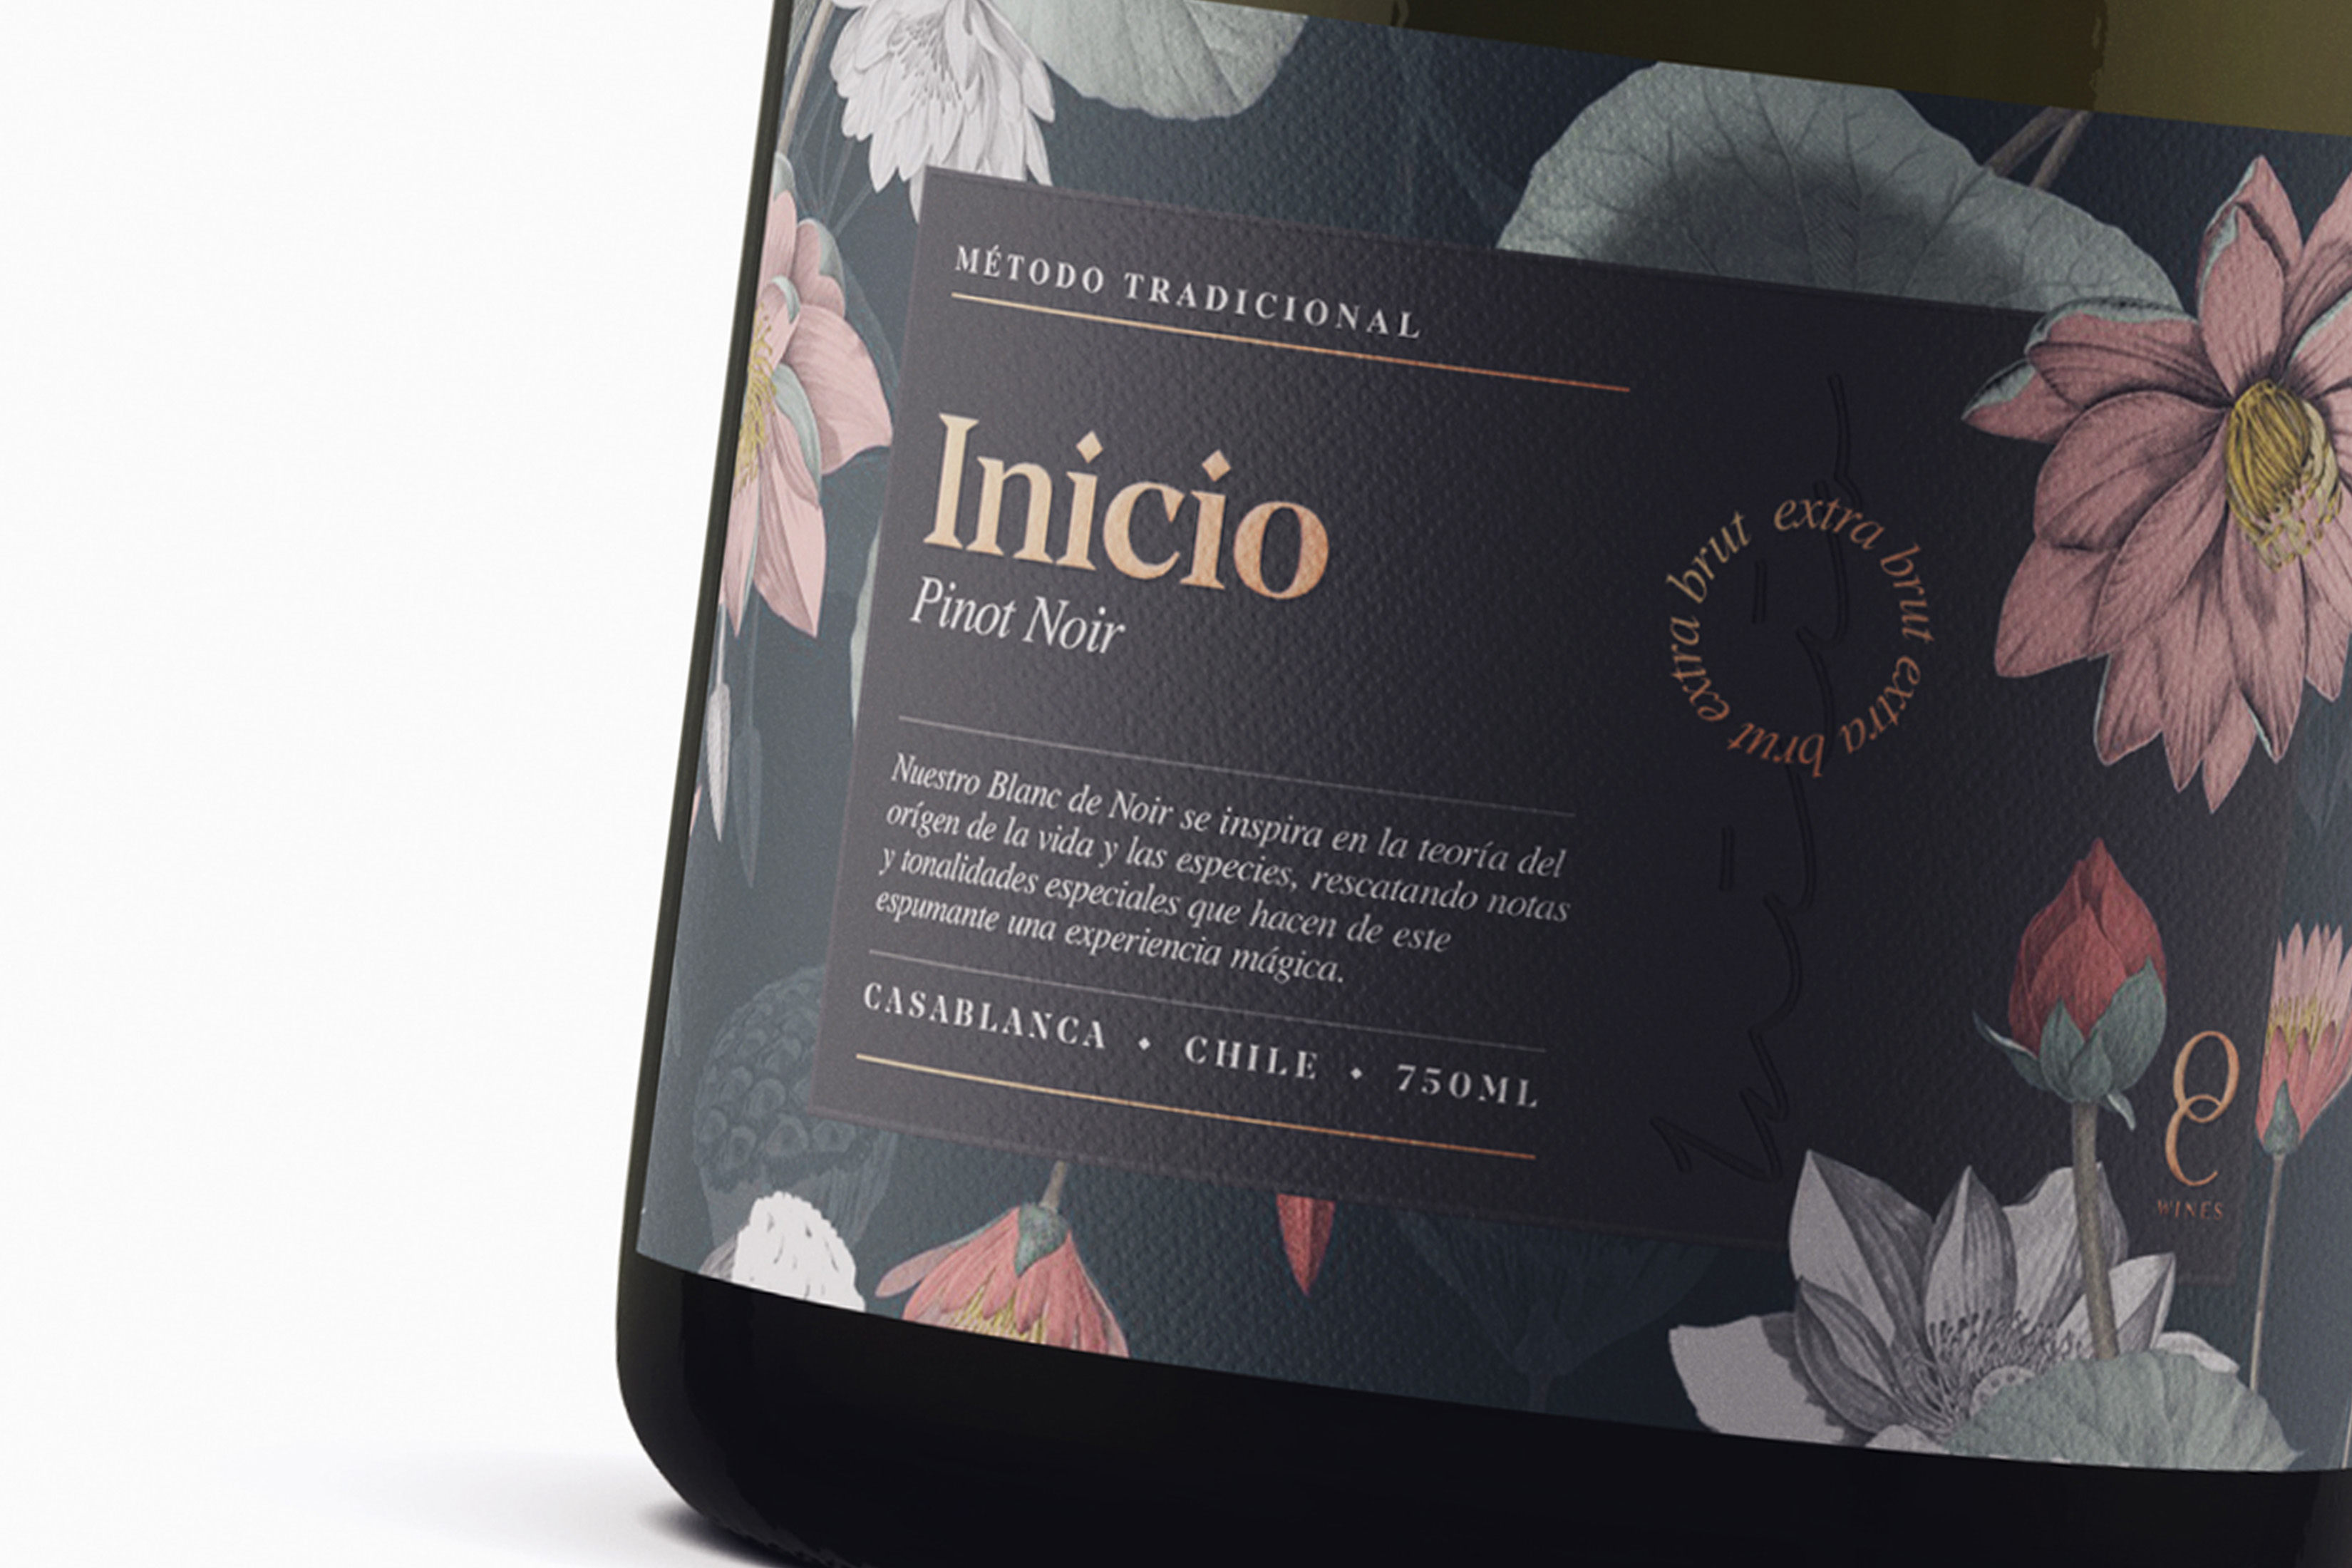 MÉTODO TRADICIONAL
Inicio
Pinot Noir
extra brut extra brut extra brut
Nuestro Blanc de Noir se inspira en la teoría del
orígen de la vida y las especies, rescatando notas
y tonalidades especiales que hacen de este
espumante una experiencia mágica.
CASABLANCA • CHILE • 750ML
WINES